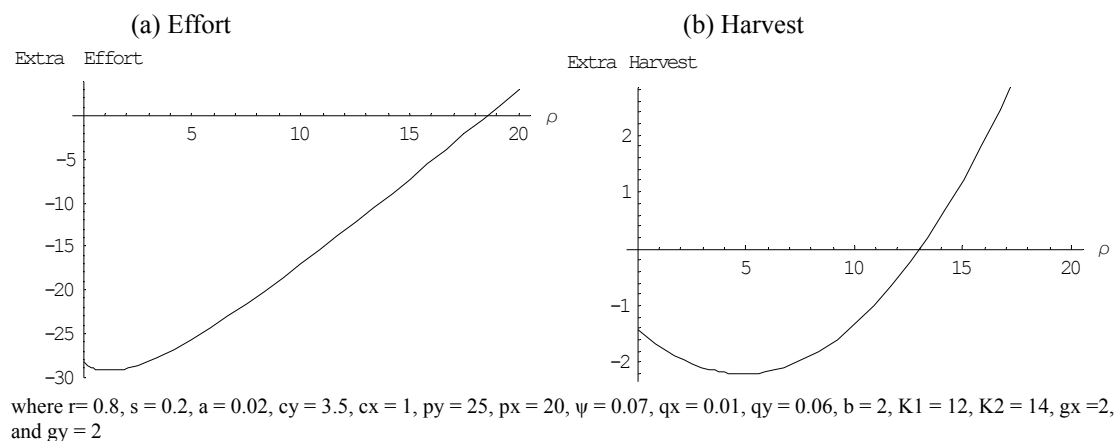 (a) Effort
(b) Harvest
Extra Effort
Extra Harvest
5
10
15
20
ρ
-5
-10
-15
-20
-25
-30
2
1
5
10
15
20
ρ
-1
-2
where r= 0.8, s = 0.2, a = 0.02, cy = 3.5, cx = 1, py = 25, px = 20, ψ = 0.07, qx = 0.01, qy = 0.06, b = 2, K1 = 12, K2 = 14, gx =2,
and gy = 2